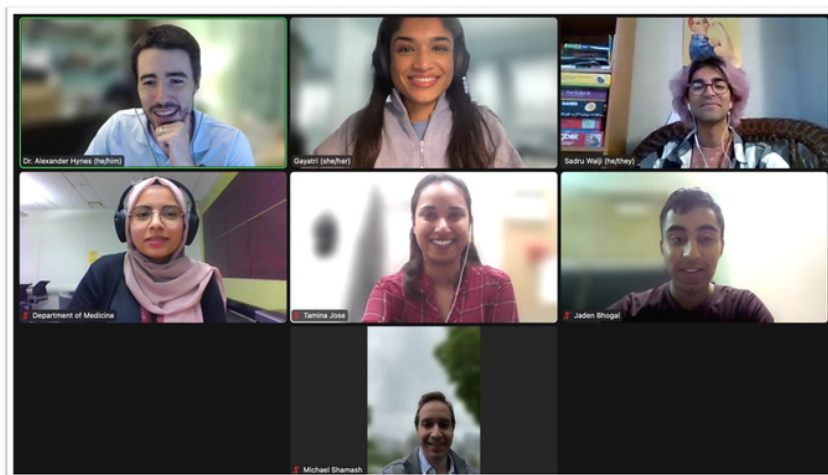 Dr. Alexander Hynes (he/him)
Gayatri (she/her)
Sadru Walji (he/they)
Department of Medicine
Tamina Jose
Jaden Bhogal
Michael Shamash